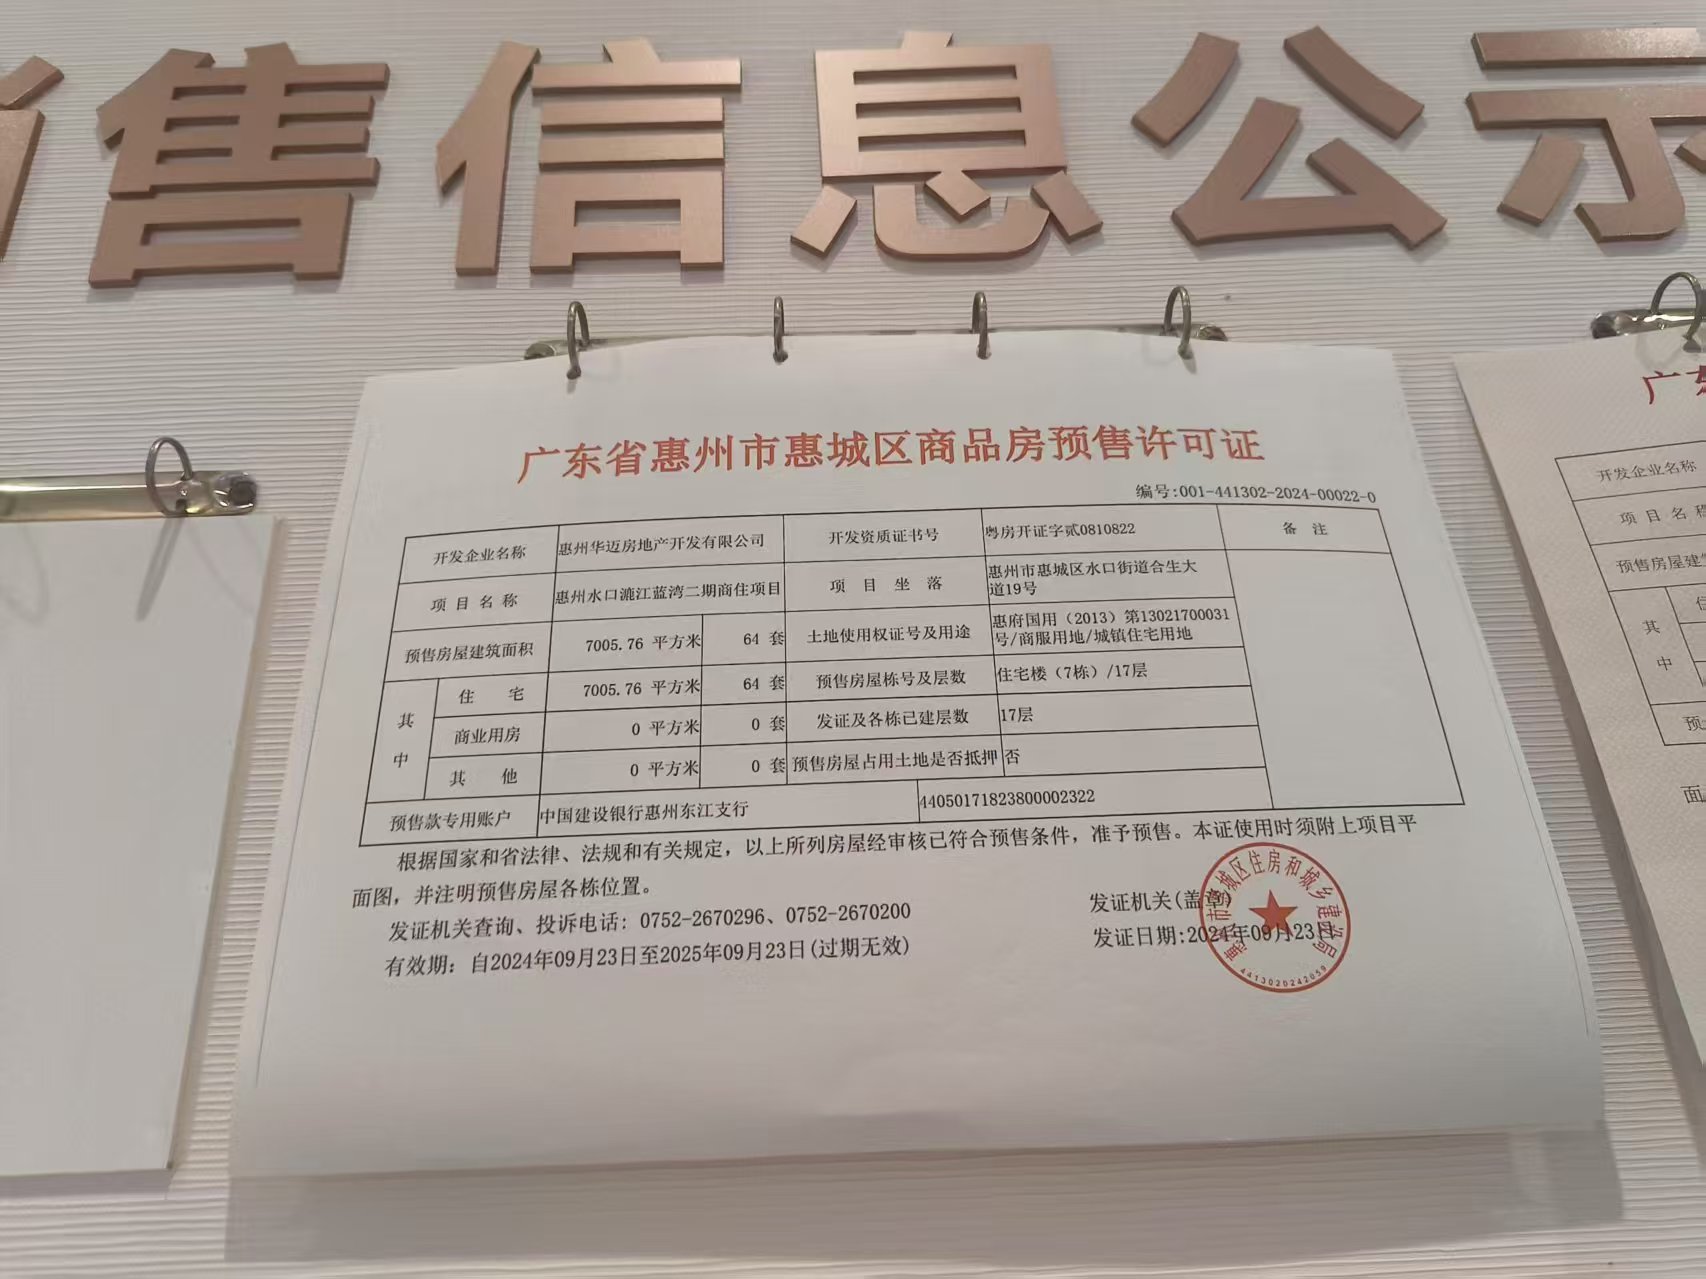 售信息公示
广东省惠州市惠城区商品房预售许可证
编号:001-441302-2024-00022-0
开发企业名称 惠州华迈房地产开发有限公司 开发资质证书号 粤房开证字贰0810822 备 注
项 目 名 称 惠州水口漉江蓝湾二期商住项目 项 目 坐 落 惠州市惠城区水口街道合生大
道19号
预售房屋建筑面积 7005.76 平方米 64 套 土地使用权证号及用途 惠府国用（2013）第13021700031
号/商服用地/城镇住宅用地
其中 住 宅 7005.76 平方米 64 套 预售房屋栋号及层数 住宅楼（7栋）/17层
商业用房 0 平方米 0 套 发证及各栋已建层数 17层
其 他 0 平方米 0 套 预售房屋占用土地是否抵押 否
预售款专用账户 中国建设银行惠州东江支行 44050171823800002322
根据国家和省法律、法规和有关规定，以上所列房屋经审核已符合预售条件，准予预售。本证使用时须附上项目平
面图，并注明预售房屋各栋位置。
发证机关查询、投诉电话：0752-2670296、0752-2670200
有效期：自2024年09月23日至2025年09月23日(过期无效)
发证机关(盖章)
发证日期:2024年09月23日
惠州市惠城区住房和城乡建设局
4413020242059
广东
开发企业名称
项 目 名 称
预售房屋建
其中
预
面